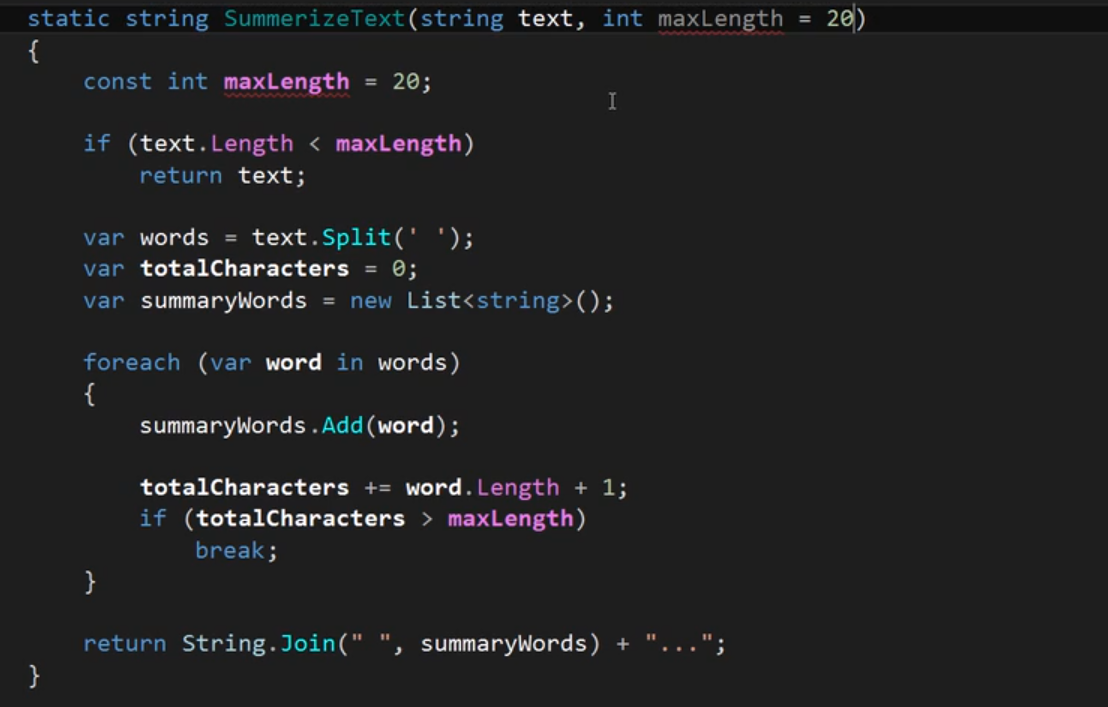 static string SummerizeText(string text, int maxLength = 20)
{
    const int maxLength = 20;
    if (text.Length < maxLength)
        return text;
    var words = text.Split(' ');
    var totalCharacters = 0;
    var summaryWords = new List<string>();
    foreach (var word in words)
    {
        summaryWords.Add(word);
        totalCharacters += word.Length + 1;
        if (totalCharacters > maxLength)
            break;
    }
    return String.Join(" ", summaryWords) + "...";
}